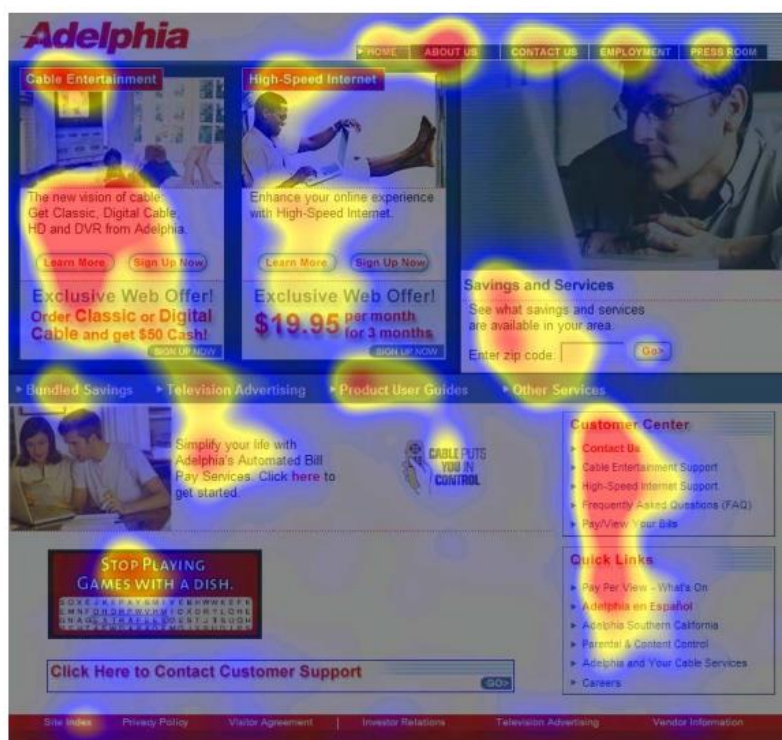 Adelphia
HOME
ABOUT US
CONTACT US
EMPLOYMENT
PRESS ROOM
Cable Entertainment
High-Speed Internet
The new vision of cable.
Get Classic, Digital Cable,
HD and DVR from Adelphia.
Learn More
Sign Up Now
Enhance your online experience
with High-Speed Internet.
Learn More
Sign Up Now
Exclusive Web Offer!
Order Classic or Digital
Cable and get $50 Cash!
SIGN UP NOW
Exclusive Web Offer!
$19.95 per month
for 3 months
SIGN UP NOW
Savings and Services
See what savings and services
are available in your area.
Enter zip code:
Go>
Bundled Savings
Television Advertising
Product User Guides
Other Services
Simplify your life with
Adelphia's Automated Bill
Pay Services. Click here to
get started.
CABLE PUTS
YOU IN
CONTROL
Customer Center
Contact Us
Cable Entertainment Support
High-Speed Internet Support
Frequently Asked Questions (FAQ)
Pay/View Your Bills
STOP PLAYING
GAMES WITH A DISH.
Quick Links
Pay Per View - What's On
Adelphia en Español
Adelphia Southern California
Parental & Content Control
Adelphia and Your Cable Services
Careers
Click Here to Contact Customer Support
GO>
Site Index
Privacy Policy
Visitor Agreement
Investor Relations
Television Advertising
Vendor Information